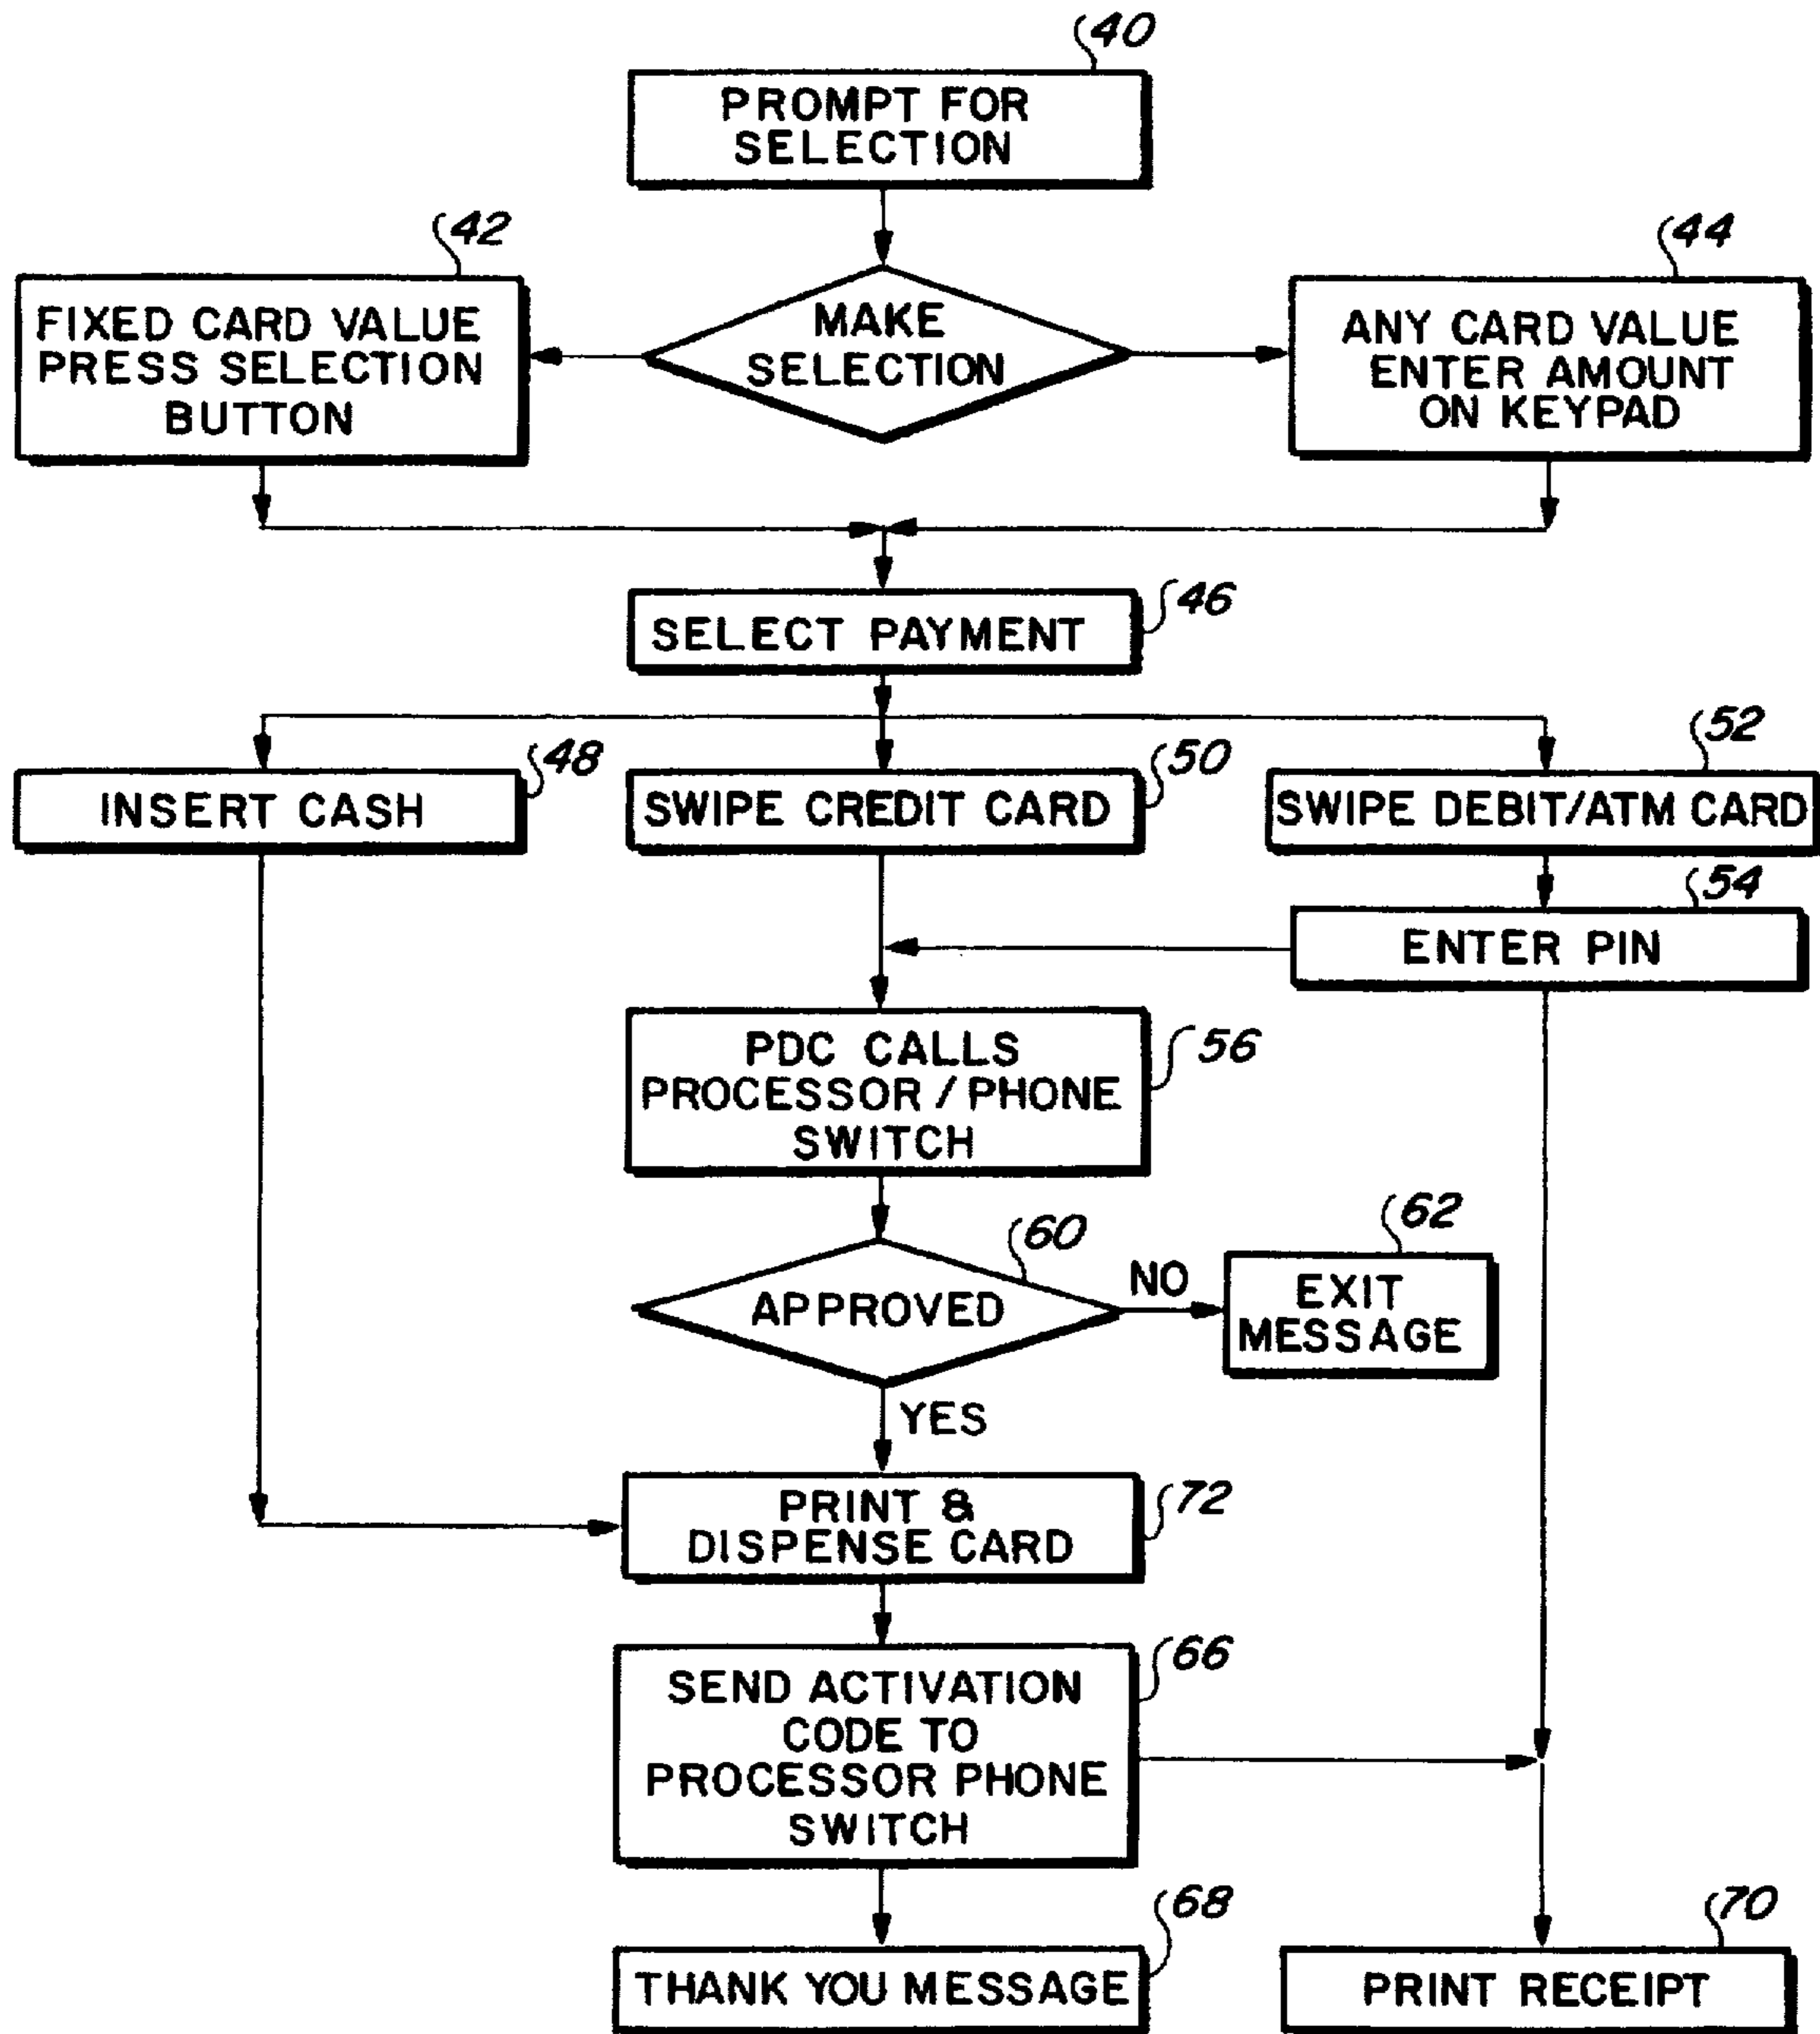 40
PROMPT FOR
SELECTION
42
44
FIXED CARD VALUE
PRESS SELECTION
BUTTON
MAKE
SELECTION
ANY CARD VALUE
ENTER AMOUNT
ON KEYPAD
46
SELECT PAYMENT
48
50
52
INSERT CASH
SWIPE CREDIT CARD
SWIPE DEBIT/ATM CARD
54
ENTER PIN
56
PDC CALLS
PROCESSOR / PHONE
SWITCH
60
62
APPROVED
NO
EXIT
MESSAGE
YES
72
PRINT &
DISPENSE CARD
66
SEND ACTIVATION
CODE TO
PROCESSOR PHONE
SWITCH
68
70
THANK YOU MESSAGE
PRINT RECEIPT